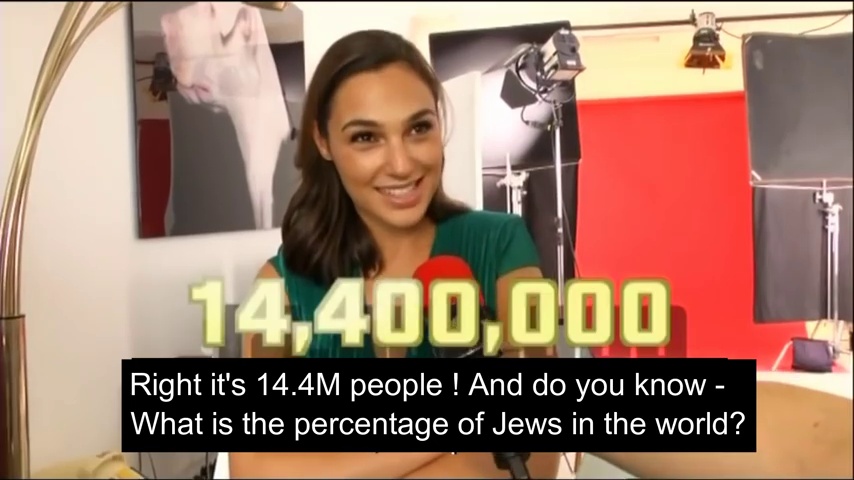 14,400,000
Right it's 14.4M people ! And do you know -
What is the percentage of Jews in the world?